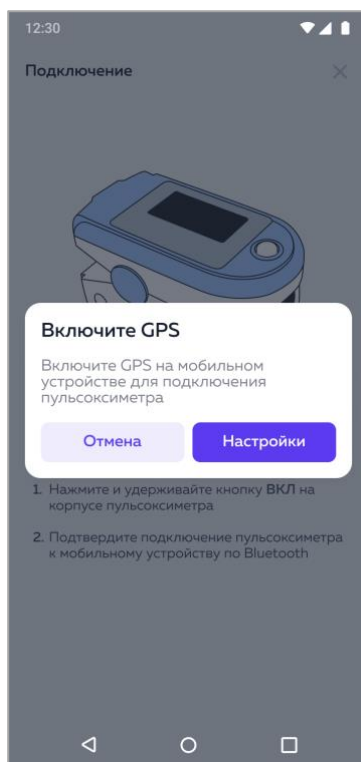 12:30
Подключение
Включите GPS
Включите GPS на мобильном
устройстве для подключения
пульсоксиметра
Отмена
Настройки
1. Нажмите и удерживайте кнопку ВКЛ на
корпусе пульсоксиметра
2. Подтвердите подключение пульсоксиметра
к мобильному устройству по Bluetooth